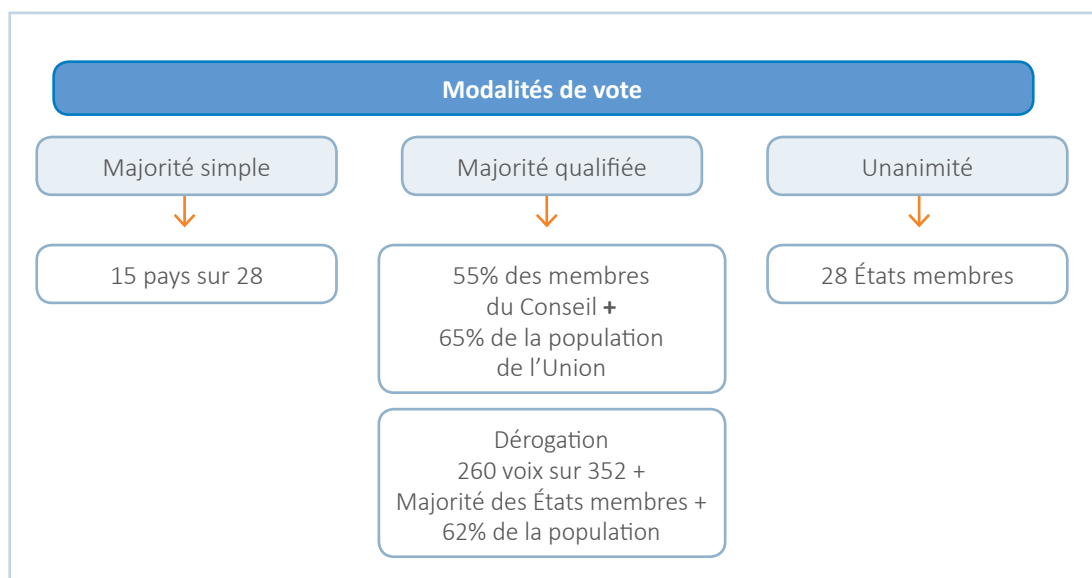 Modalités de vote
Majorité simple
15 pays sur 28
Majorité qualifiée
55% des membres
du Conseil +
65% de la population
de l’Union
Dérogation
260 voix sur 352 +
Majorité des États membres +
62% de la population
Unanimité
28 États membres